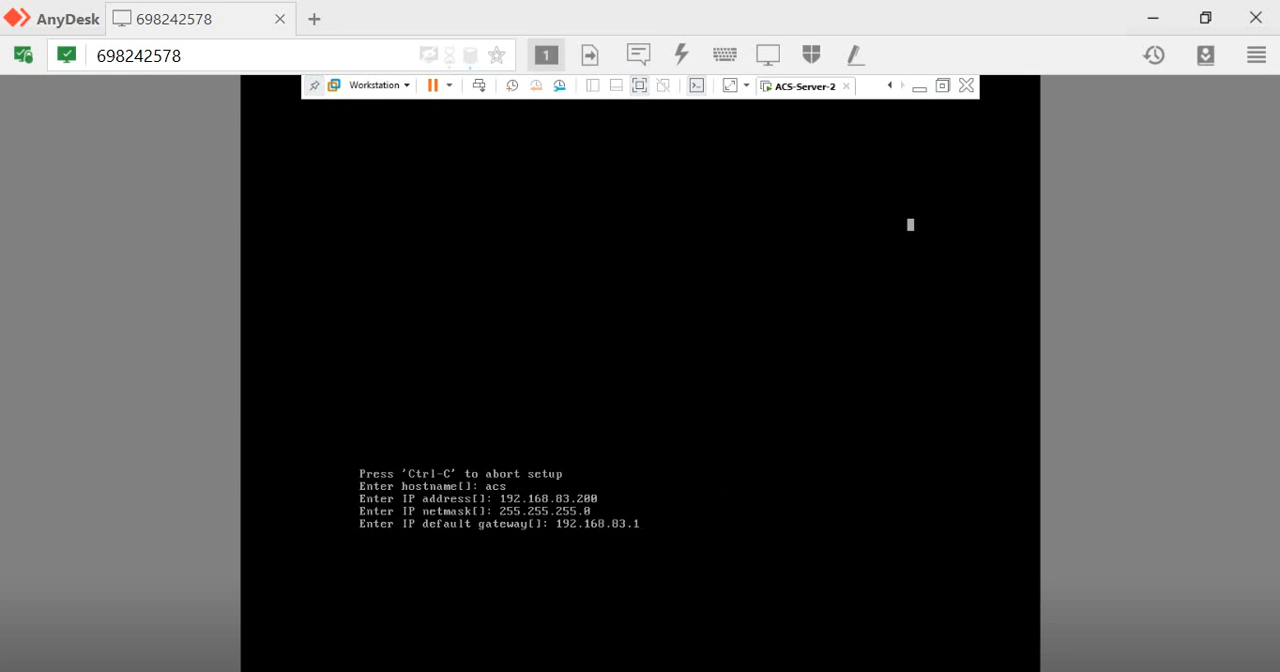 AnyDesk 698242578
698242578 1
Workstation ACS-Server-2
Press 'Ctrl-C' to abort setup
Enter hostname[]: acs
Enter IP address[]: 192.168.83.200
Enter IP netmask[]: 255.255.255.0
Enter IP default gateway[]: 192.168.83.1